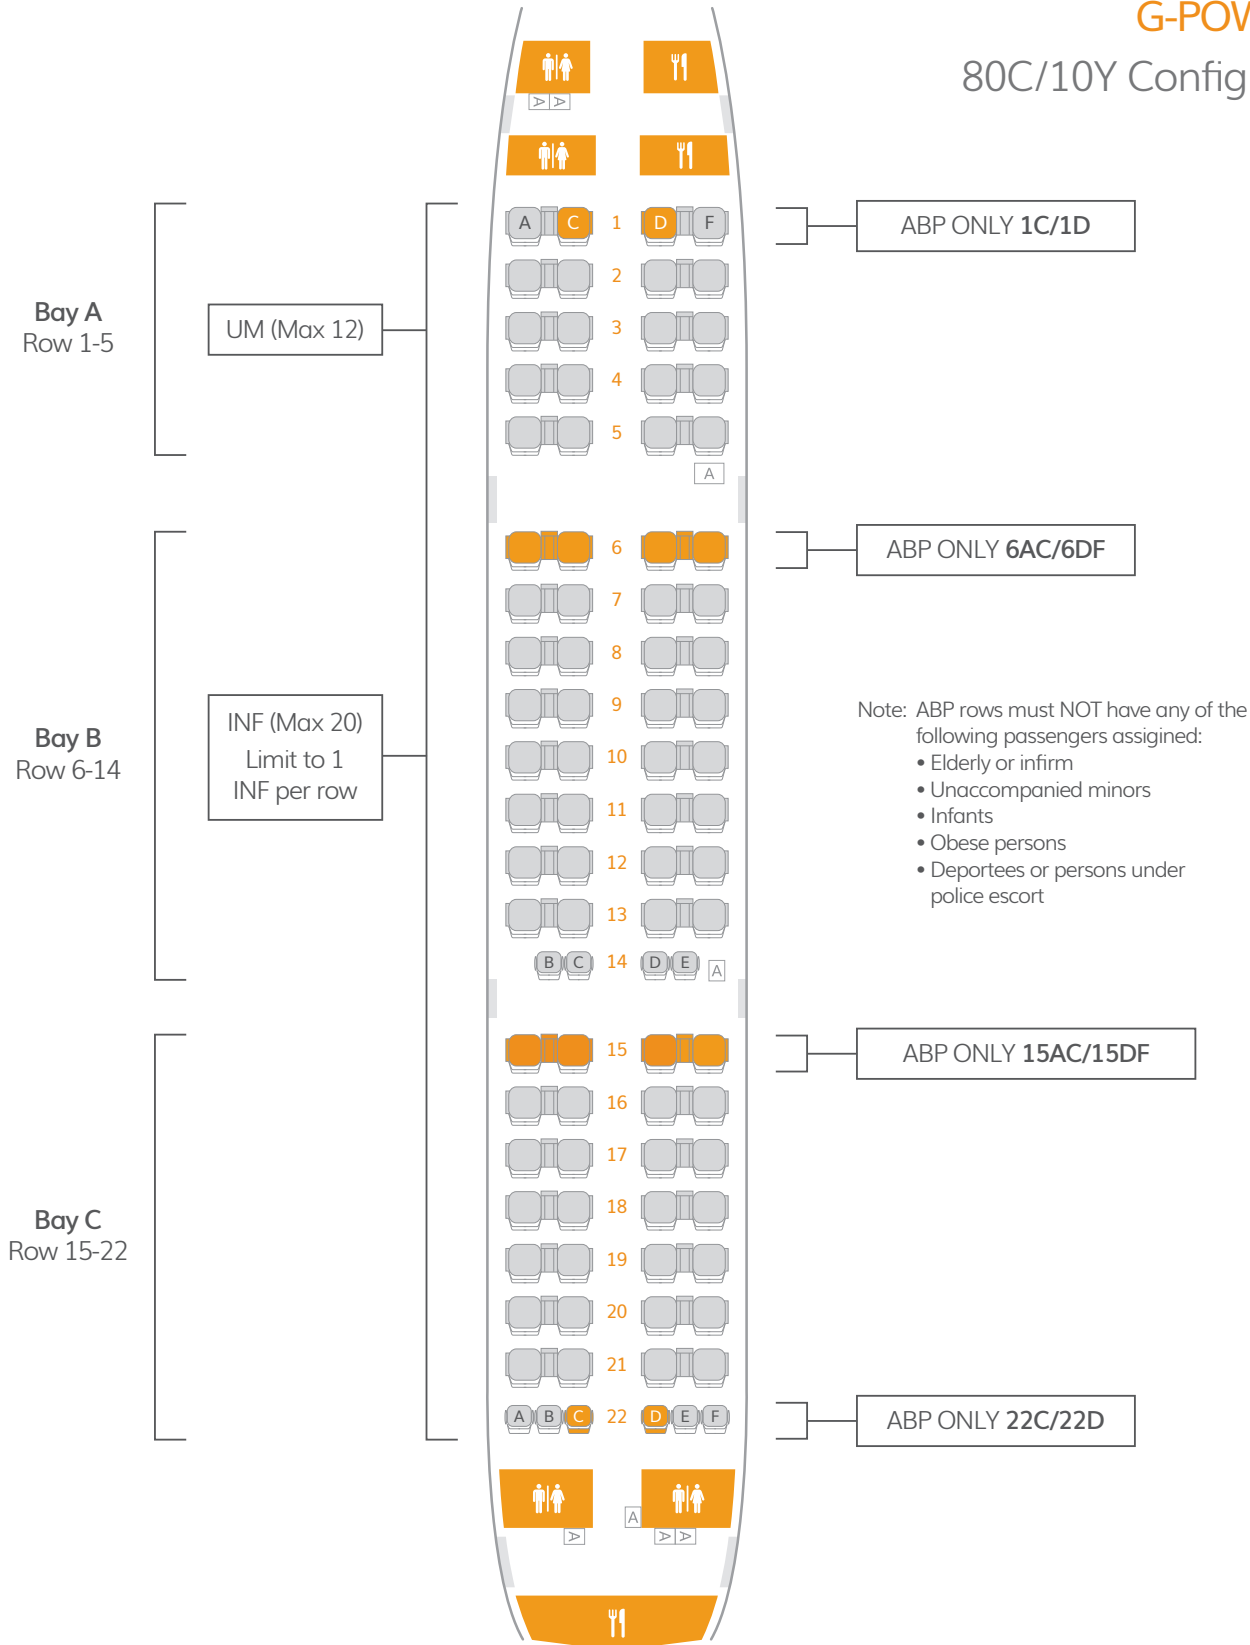 G-POW
80C/10Y Config
A
A
A C 1 D F
ABP ONLY 1C/1D
2
Bay A
Row 1-5
UM (Max 12)
3
4
5
A
6
ABP ONLY 6AC/6DF
7
8
9
Note: ABP rows must NOT have any of the
following passengers assigined:
• Elderly or infirm
• Unaccompanied minors
• Infants
• Obese persons
• Deportees or persons under
police escort
Bay B
Row 6-14
INF (Max 20)
Limit to 1
INF per row
10
11
12
13
B C 14 D E
A
15
ABP ONLY 15AC/15DF
16
17
18
Bay C
Row 15-22
19
20
21
A B C 22 D E F
ABP ONLY 22C/22D
A
A
A
A